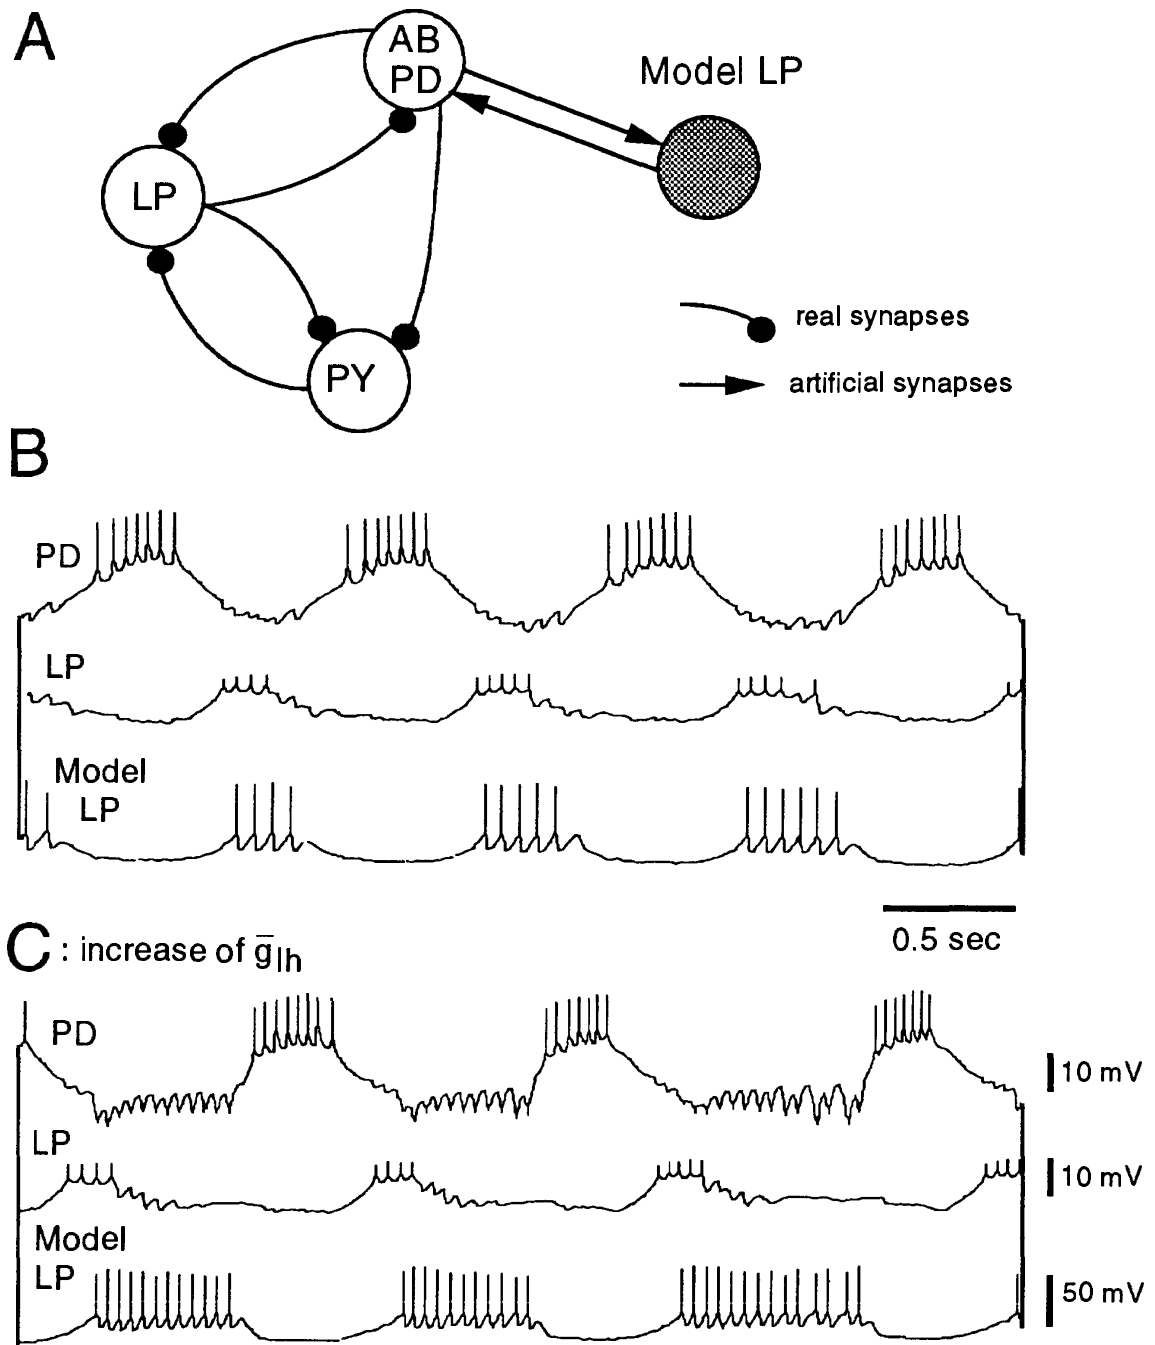 A
AB
PD
Model LP
LP
PY
real synapses
artificial synapses
B
PD
LP
Model
LP
0.5 sec
C : increase of g̅Ih
PD
10 mV
LP
10 mV
Model
LP
50 mV